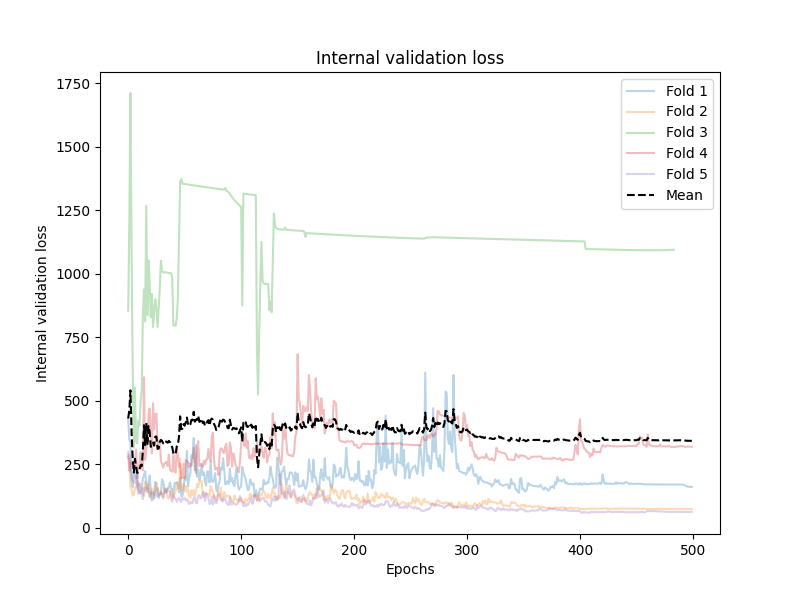 Internal validation loss
1750
1500
1250
1000
750
500
250
0
Internal validation loss
0 100 200 300 400 500
Epochs
Fold 1
Fold 2
Fold 3
Fold 4
Fold 5
Mean